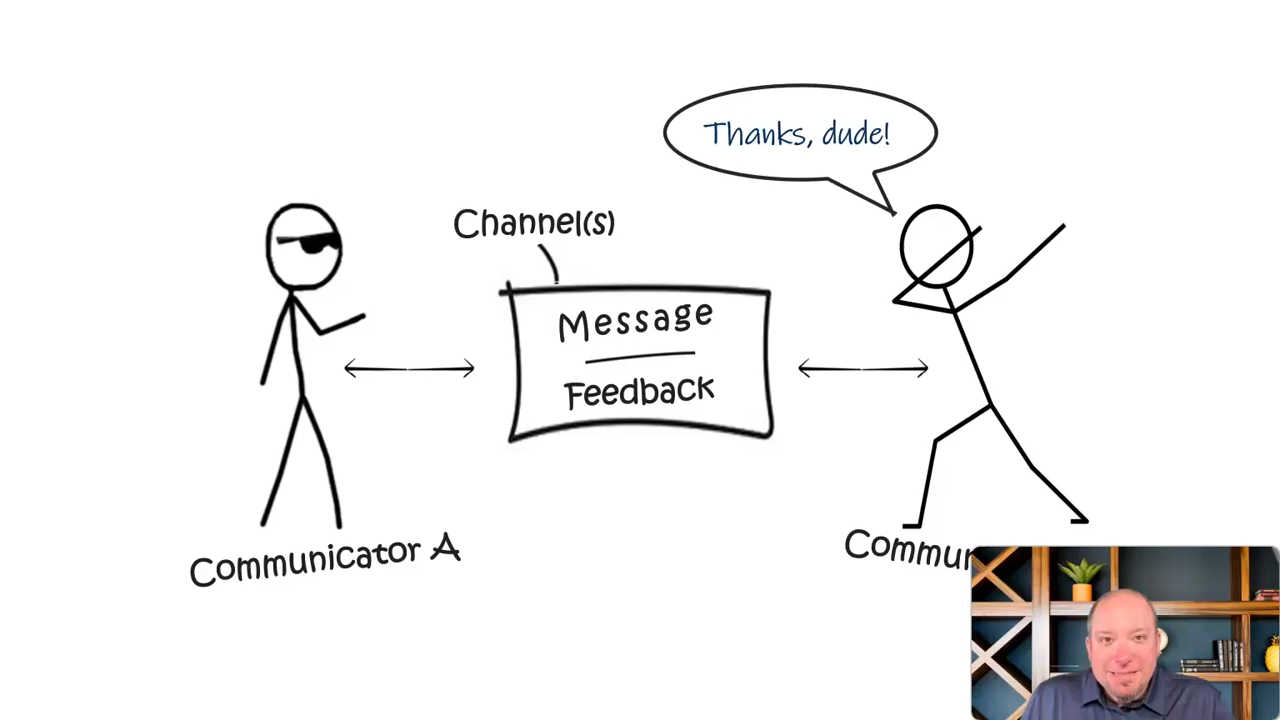 Thanks, dude!
Channel(s)
Message
Feedback
Communicator A